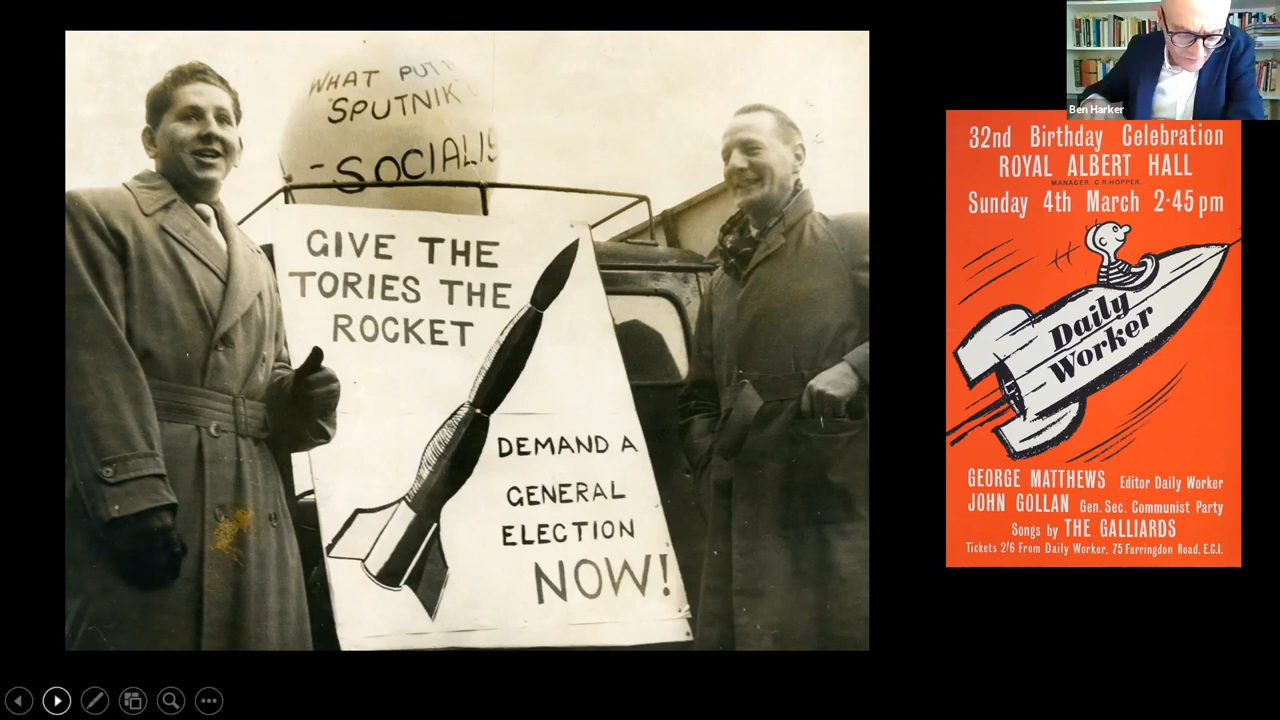 WHAT PUT
SPUTNIK
- SOCIALIS
GIVE THE
TORIES THE
ROCKET
DEMAND A
GENERAL
ELECTION
NOW!
Ben Harker
32nd Birthday Celebration
ROYAL ALBERT HALL
MANAGER C.R.HOPPER.
Sunday 4th March 2·45 pm
Daily
Worker
GEORGE MATTHEWS Editor Daily Worker
JOHN GOLLAN Gen. Sec. Communist Party
Songs by THE GALLIARDS
Tickets 2'6 From Daily Worker, 75 Farringdon Road, E.C.1.